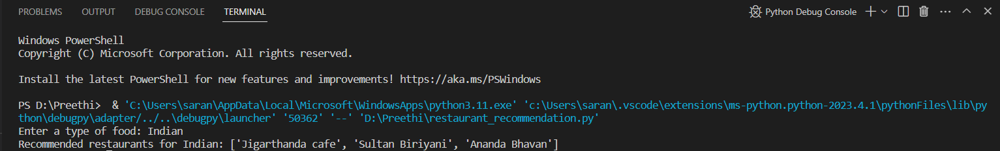 PROBLEMS OUTPUT DEBUG CONSOLE TERMINAL Python Debug Console
Windows PowerShell
Copyright (C) Microsoft Corporation. All rights reserved.
Install the latest PowerShell for new features and improvements! https://aka.ms/PSWindows
PS D:\Preethi>  & 'C:\Users\saran\AppData\Local\Microsoft\WindowsApps\python3.11.exe' 'c:\Users\saran\.vscode\extensions\ms-python.python-2023.4.1\pythonFiles\lib\py
thon\debugpy\adapter/../..\debugpy\launcher' '50362' '--' 'D:\Preethi\restaurant_recommendation.py'
Enter a type of food: Indian
Recommended restaurants for Indian: ['Jigarthanda cafe', 'Sultan Biriyani', 'Ananda Bhavan']